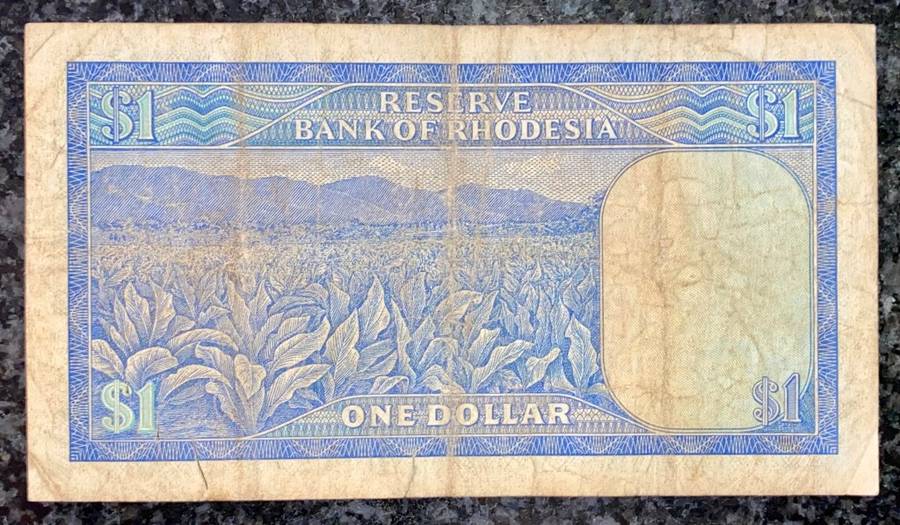 $1 $1
RESERVE
BANK OF RHODESIA
$1 ONE DOLLAR $1